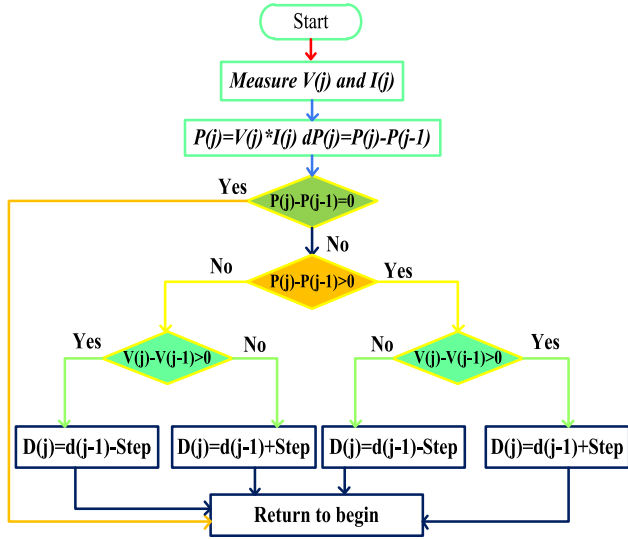 Start
Measure V(j) and I(j)
P(j)=V(j)*I(j) dP(j)=P(j)-P(j-1)
Yes
P(j)-P(j-1)=0
No
No
P(j)-P(j-1)>0
Yes
Yes
V(j)-V(j-1)>0
No
No
V(j)-V(j-1)>0
Yes
D(j)=d(j-1)-Step
D(j)=d(j-1)+Step
D(j)=d(j-1)-Step
D(j)=d(j-1)+Step
Return to begin